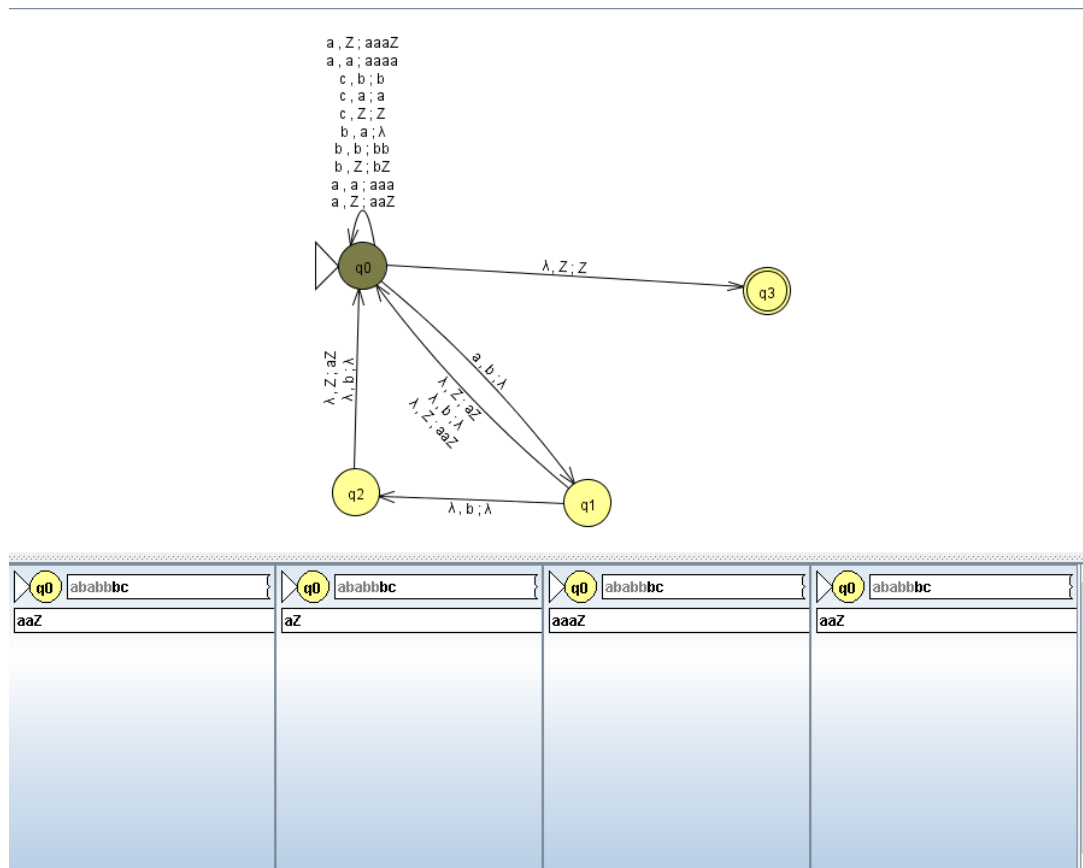 a , Z ; aaaZ
a , a ; aaaa
c , b ; b
c , a ; a
c , Z ; Z
b , a ; λ
b , b ; bb
b , Z ; bZ
a , a ; aaa
a , Z ; aaZ
q0
λ , Z ; Z
q3
a , b ; λ
λ , Z ; aZ
λ , b ; λ
λ , Z ; aaZ
λ , Z ; aZ
λ , b ; λ
q2
λ , b ; λ
q1
q0 ababbbc
aaZ
q0 ababbbc
aZ
q0 ababbbc
aaaZ
q0 ababbbc
aaZ